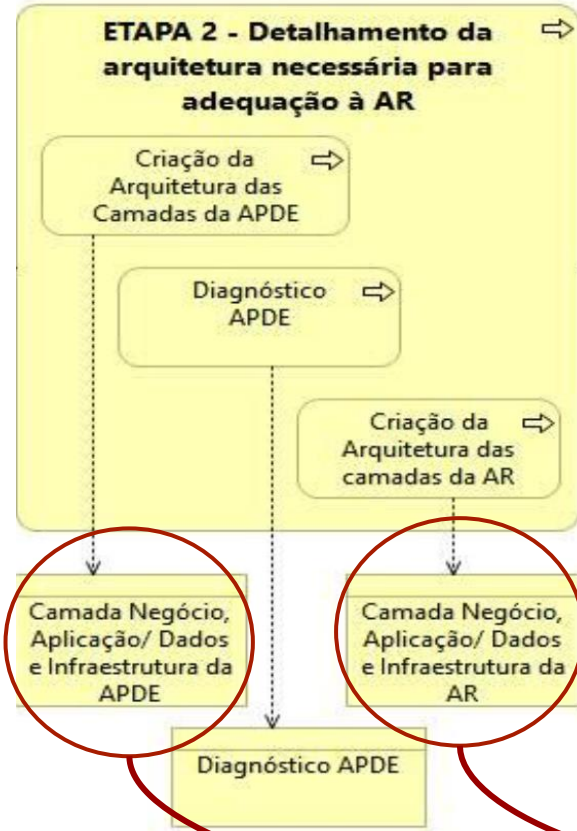 ETAPA 2 - Detalhamento da
arquitetura necessária para
adequação à AR
Criação da
Arquitetura das
Camadas da APDE
Diagnóstico
APDE
Criação da
Arquitetura das
camadas da AR
Camada Negócio,
Aplicação/ Dados
e Infraestrutura da
APDE
Camada Negócio,
Aplicação/ Dados
e Infraestrutura da
AR
Diagnóstico APDE